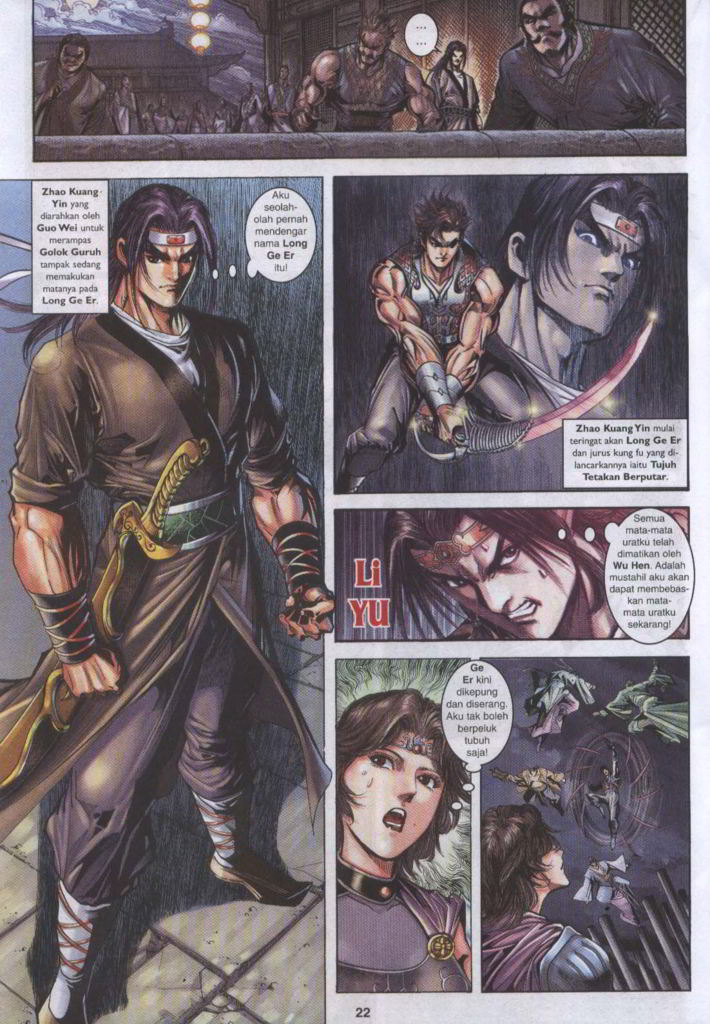 ...
...
Zhao Kuang-
Yin yang
diarahkan oleh
Guo Wei untuk
merampas
Golok Guruh
tampak sedang
memakukan
matanya pada
Long Ge Er.
Aku
seolah-
olah pernah
mendengar
nama Long
Ge Er
itu!
Zhao Kuang Yin mulai
teringat akan Long Ge Er
dan jurus kung fu yang di-
lancarkannya iaitu Tujuh
Tetakan Berputar.
Li
YU
Semua
mata-mata
uratku telah
dimatikan oleh
Wu Hen. Adalah
mustahil aku akan
dapat membebas-
kan mata-
mata uratku
sekarang!
Ge
Er kini
dikepung
dan diserang.
Aku tak boleh
berpeluk
tubuh
saja!
22